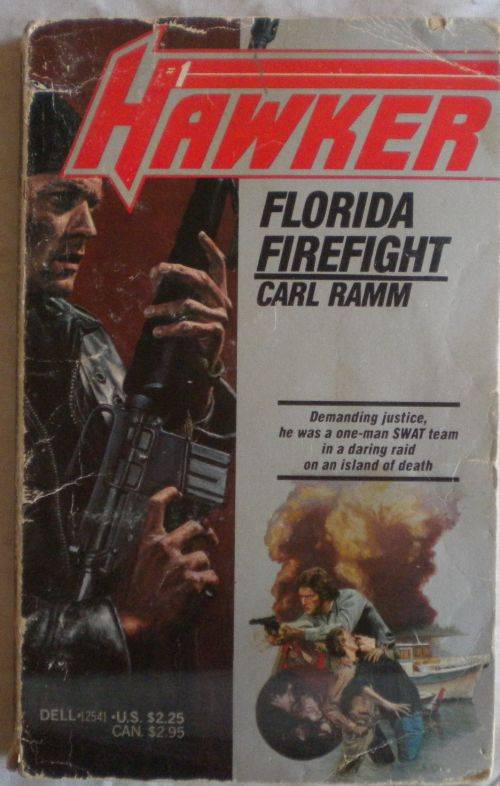 #1
HAWKER
FLORIDA
FIREFIGHT
CARL RAMM
Demanding justice,
he was a one-man SWAT team
in a daring raid
on an island of death
DELL•12541•U.S. $2.25
CAN. $2.95